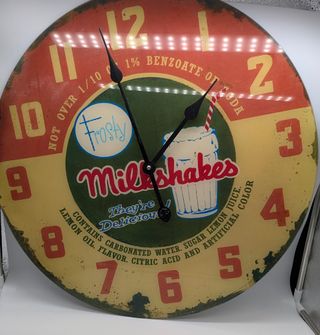 12
1
2
3
4
5
6
7
8
9
10
11
NOT OVER 1/10 OF 1% BENZOATE OF SODA
Frosty
Milkshakes
They're
Delicious!
CONTAINS CARBONATED WATER, SUGAR LEMON JUICE,
LEMON OIL, FLAVOR, CITRIC ACID AND ARTIFICIAL COLOR